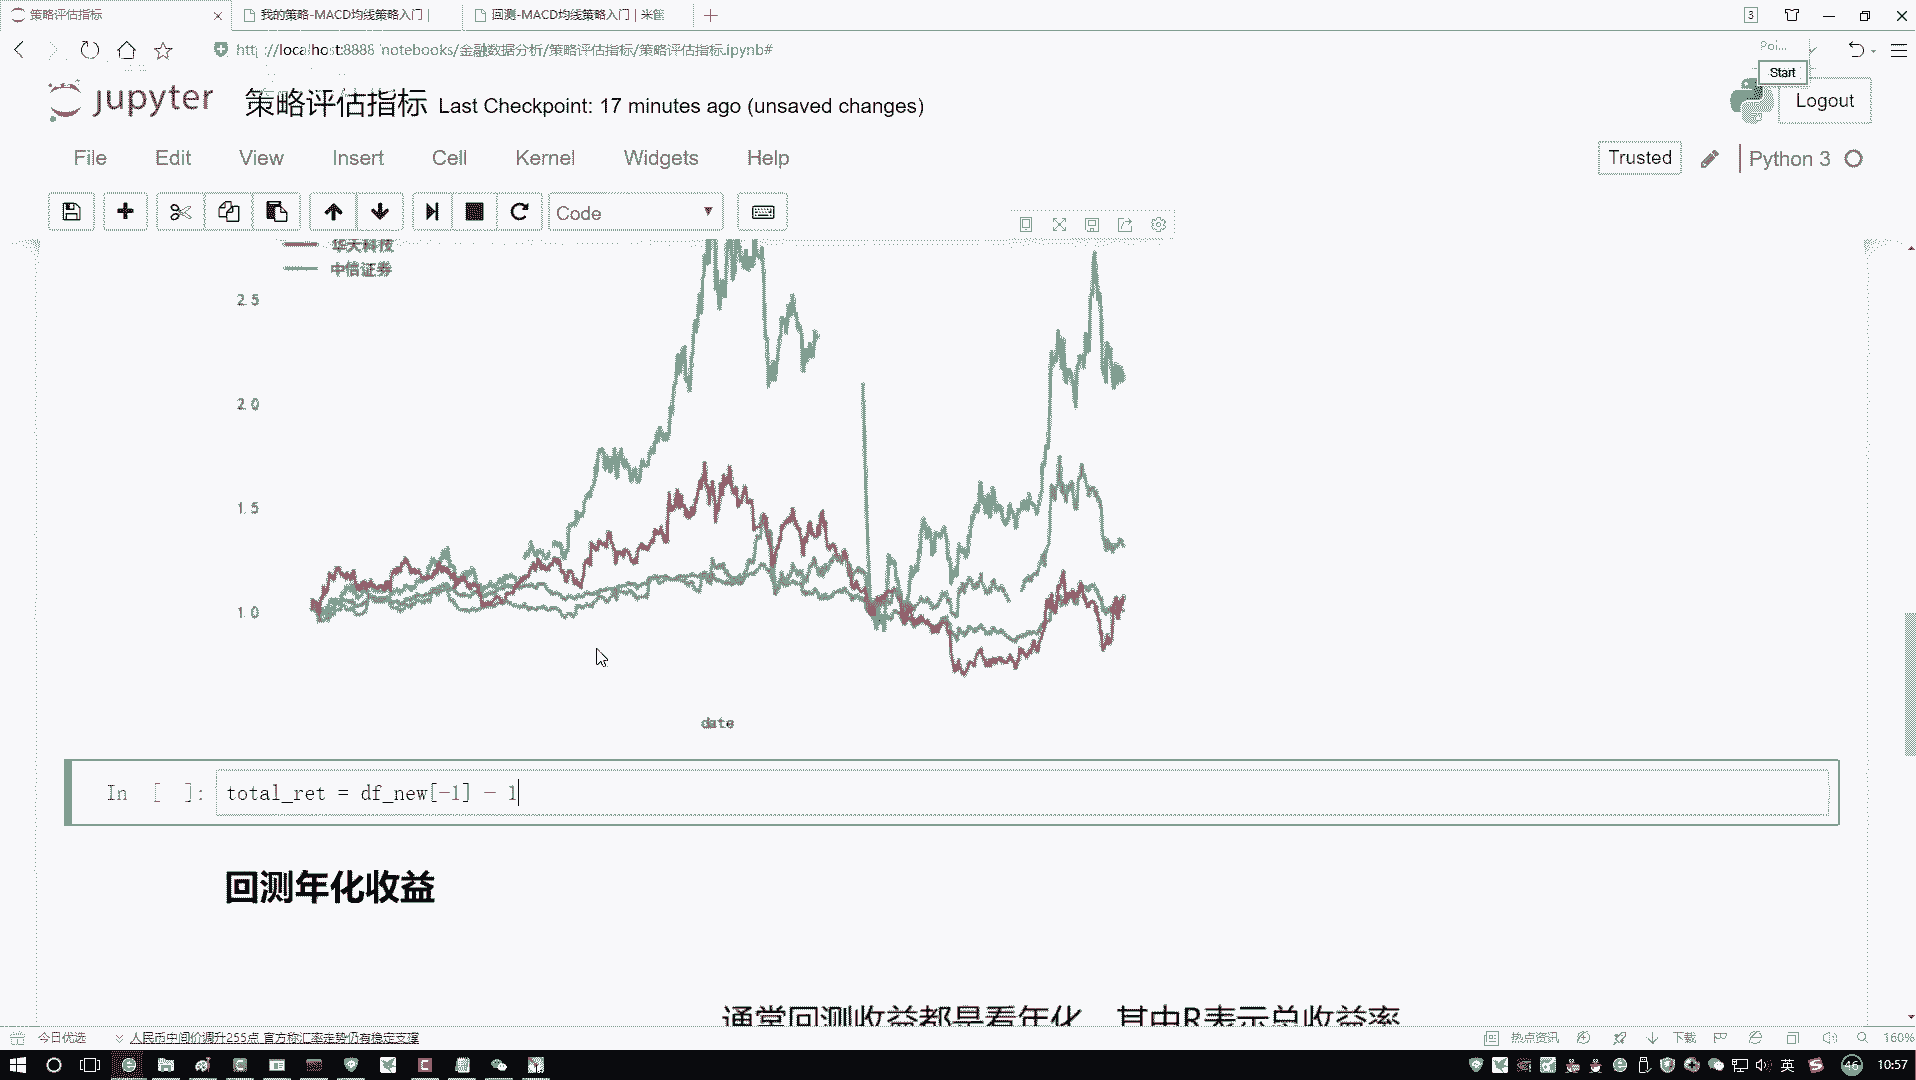 策略评估指标
我的策略-MACD均线策略入门 |
回测-MACD均线策略入门 | 米筐
3
http://localhost:8888/notebooks/金融数据分析/策略评估指标/策略评估指标.ipynb#
Poi...
Start
jupyter 策略评估指标 Last Checkpoint: 17 minutes ago (unsaved changes)
Logout
File Edit View Insert Cell Kernel Widgets Help
Trusted
Python 3
Code
华天科技
中信证券
2.5
2.0
1.5
1.0
date
In [ ]: total_ret = df_new[-1] - 1
回测年化收益
通常回测收益都是看年化，其中R表示总收益率
今日优选
人民币中间价调升255点 官方称汇率走势仍有稳定支撑
热点资讯
下载
160%
英
46
10:57